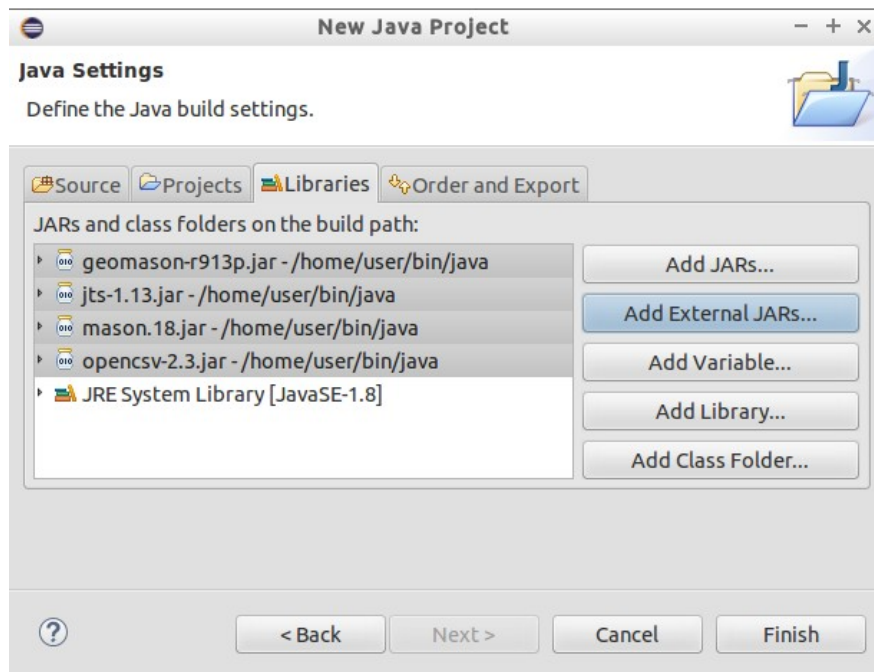 New Java Project
Java Settings
Define the Java build settings.
Source Projects Libraries Order and Export
JARs and class folders on the build path:
geomason-r913p.jar - /home/user/bin/java
jts-1.13.jar - /home/user/bin/java
mason.18.jar - /home/user/bin/java
opencsv-2.3.jar - /home/user/bin/java
JRE System Library [JavaSE-1.8]
Add JARs...
Add External JARs...
Add Variable...
Add Library...
Add Class Folder...
< Back Next > Cancel Finish